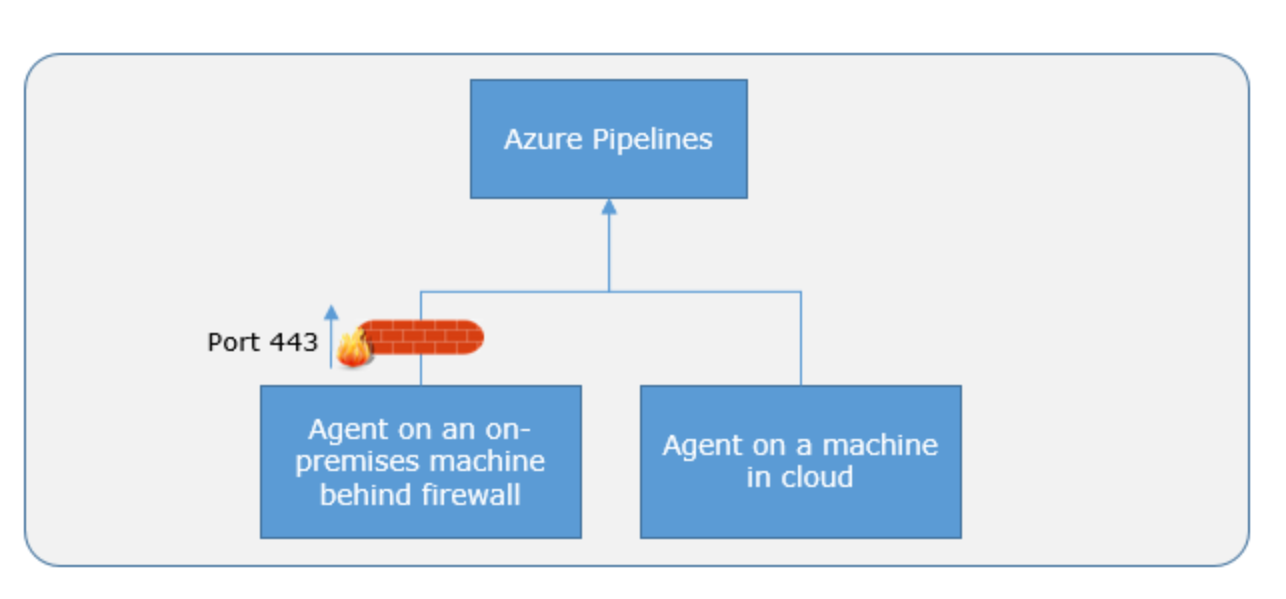 Azure Pipelines
Port 443
Agent on an on-
premises machine
behind firewall
Agent on a machine
in cloud